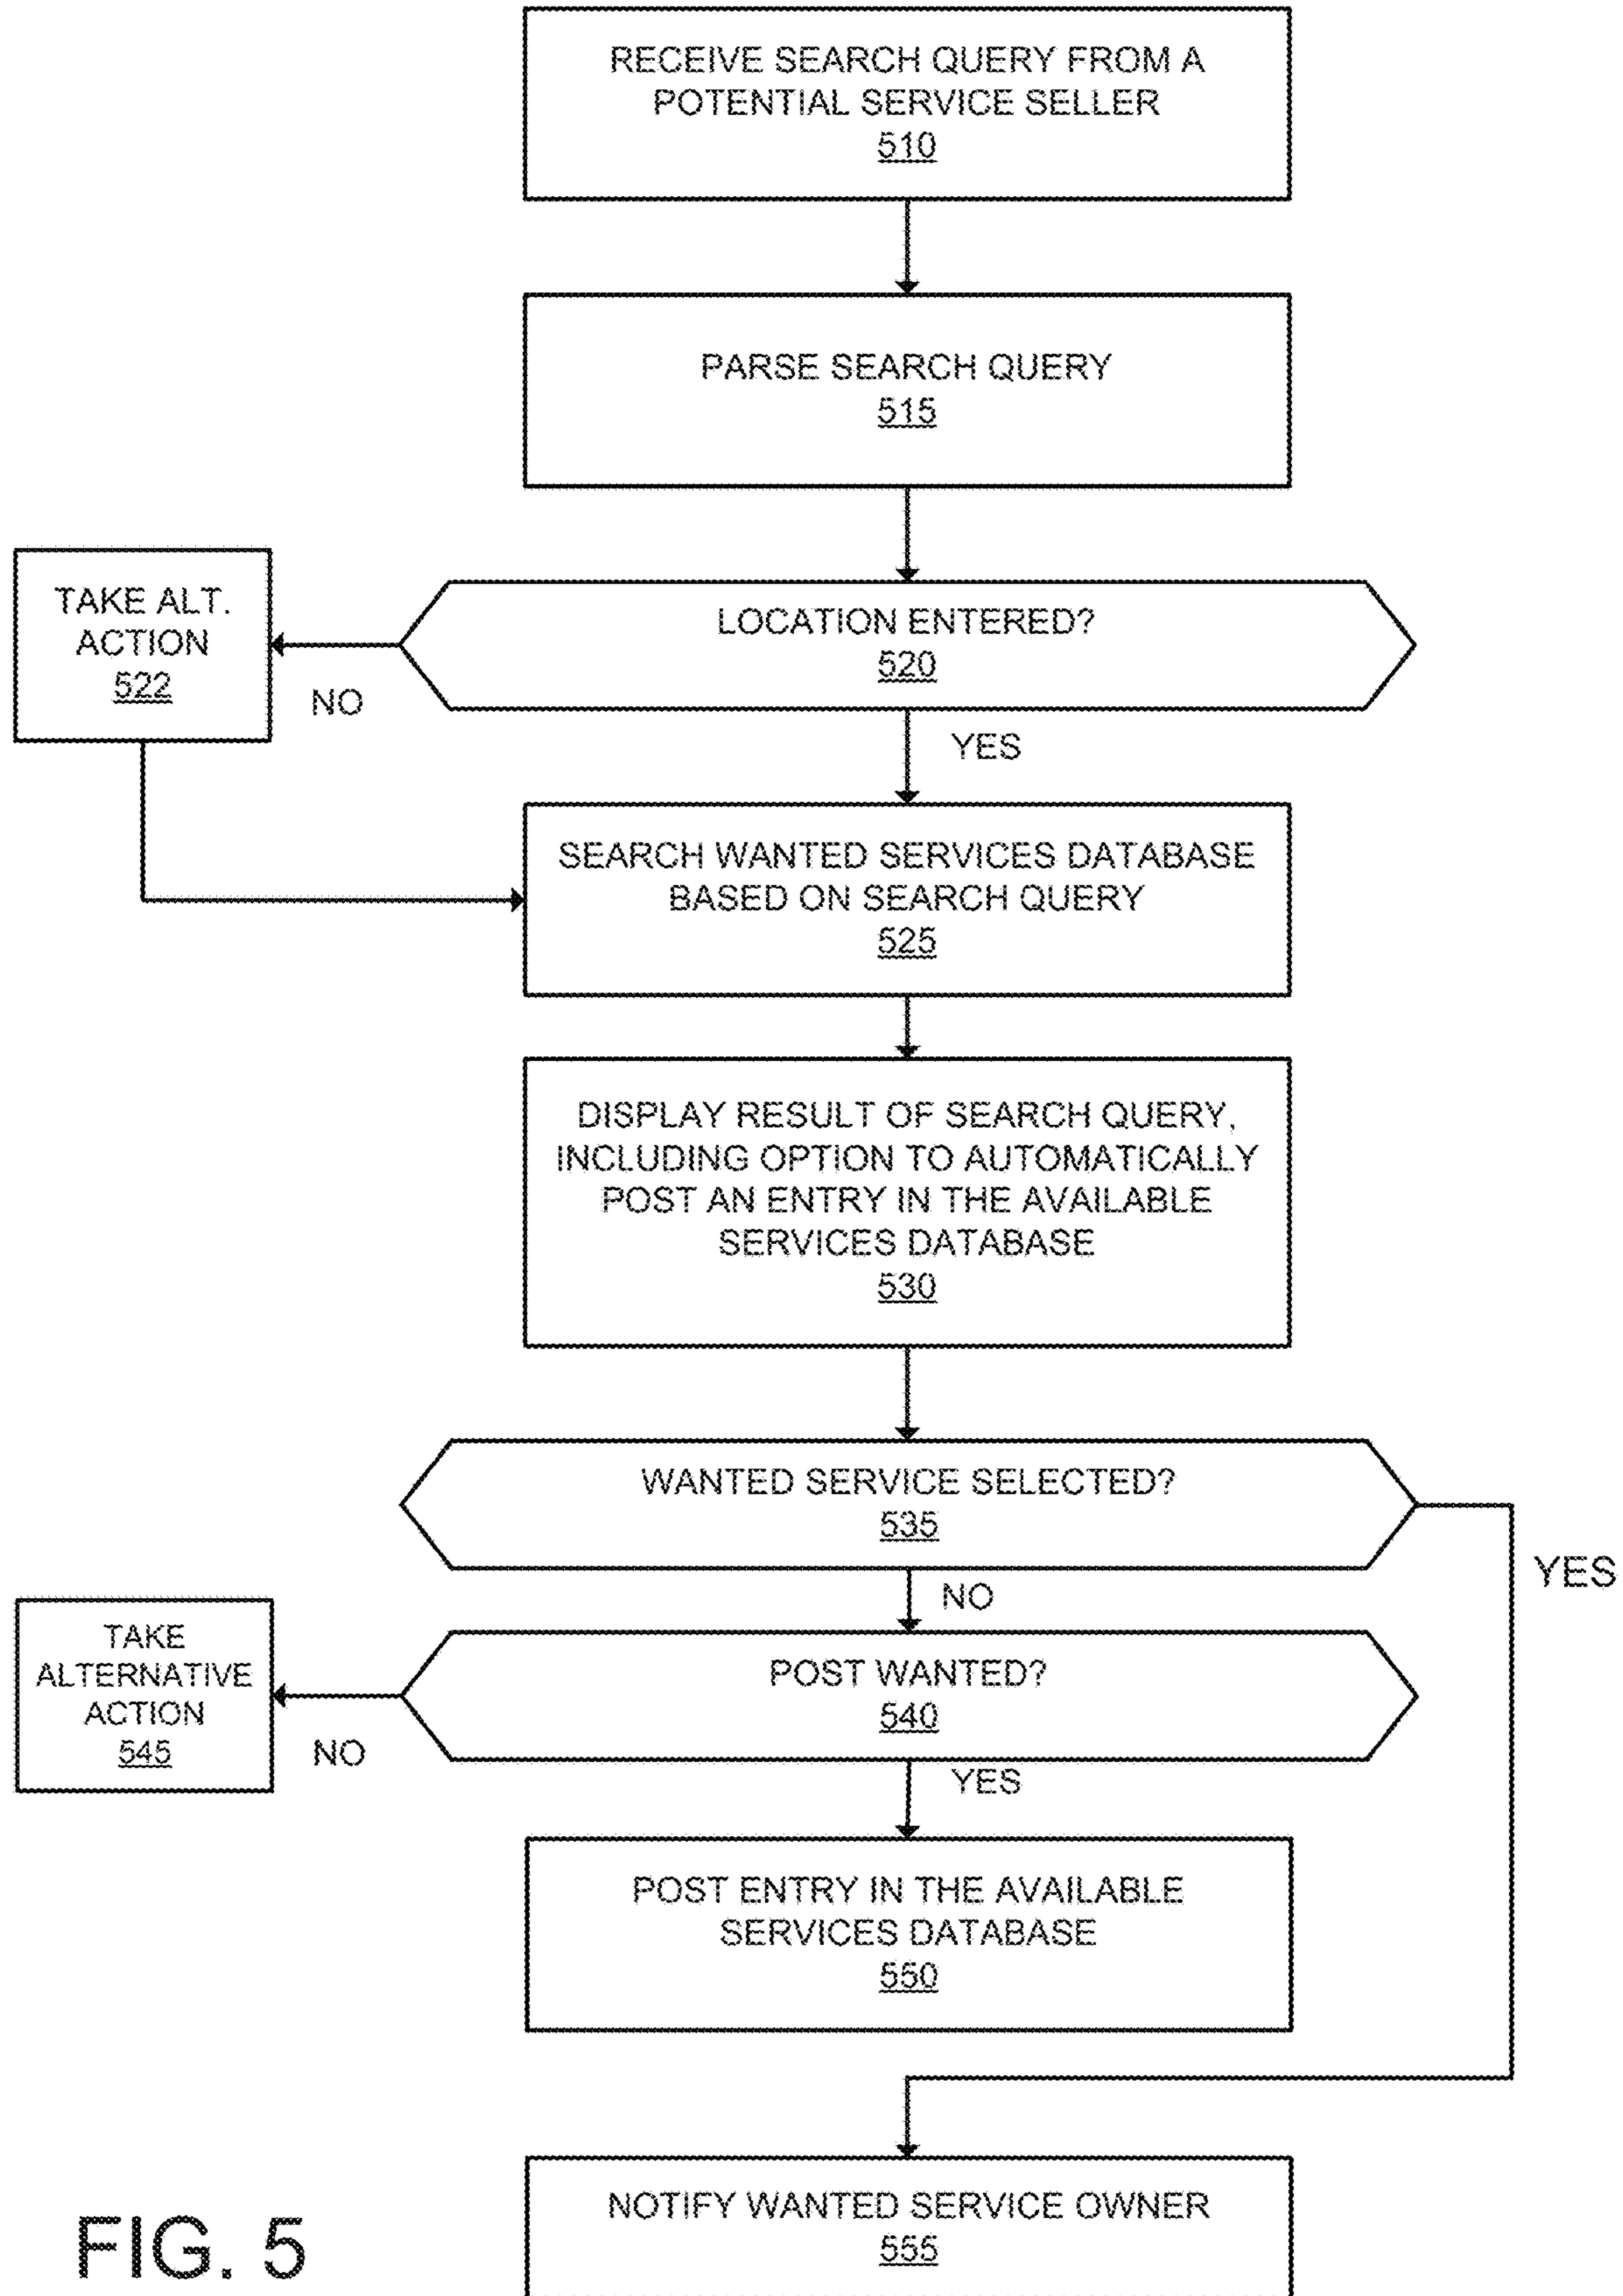 RECEIVE SEARCH QUERY FROM A
POTENTIAL SERVICE SELLER
510
PARSE SEARCH QUERY
515
LOCATION ENTERED?
520
TAKE ALT.
ACTION
522
NO
YES
SEARCH WANTED SERVICES DATABASE
BASED ON SEARCH QUERY
525
DISPLAY RESULT OF SEARCH QUERY,
INCLUDING OPTION TO AUTOMATICALLY
POST AN ENTRY IN THE AVAILABLE
SERVICES DATABASE
530
WANTED SERVICE SELECTED?
535
YES
NO
POST WANTED?
540
TAKE
ALTERNATIVE
ACTION
545
NO
YES
POST ENTRY IN THE AVAILABLE
SERVICES DATABASE
550
NOTIFY WANTED SERVICE OWNER
555
FIG. 5